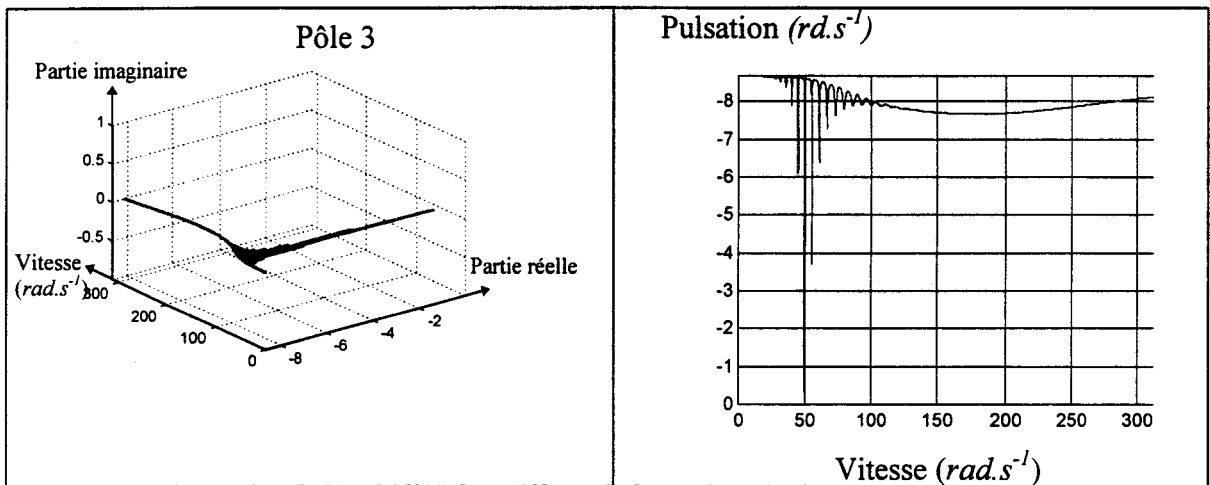 Pôle 3
Partie imaginaire
1
0.5
0
-0.5
Vitesse
(rad.s⁻¹)
300
200
100
0
-8
-6
-4
-2
Partie réelle
Pulsation (rd.s⁻¹)
-8
-7
-6
-5
-4
-3
-2
-1
0
0 50 100 150 200 250 300
Vitesse (rad.s⁻¹)